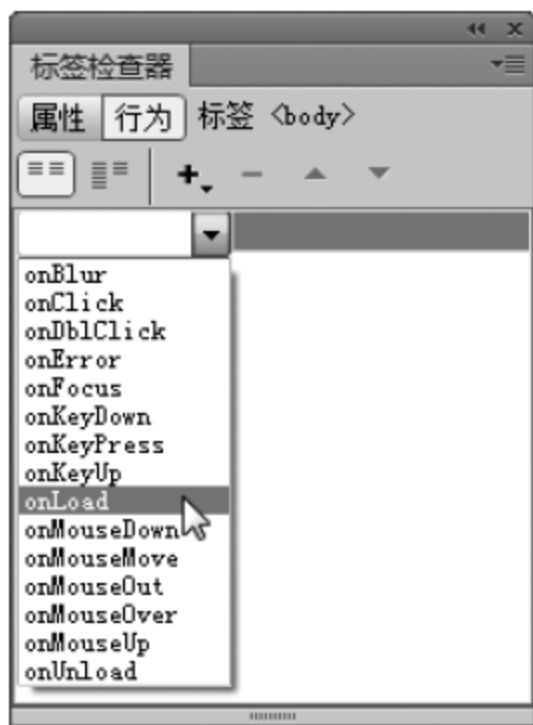 标签检查器
属性 行为 标签 <body>
onBlur
onClick
onDblClick
onError
onFocus
onKeyDown
onKeyPress
onKeyUp
onLoad
onMouseDown
onMouseMove
onMouseOut
onMouseOver
onMouseUp
onUnload